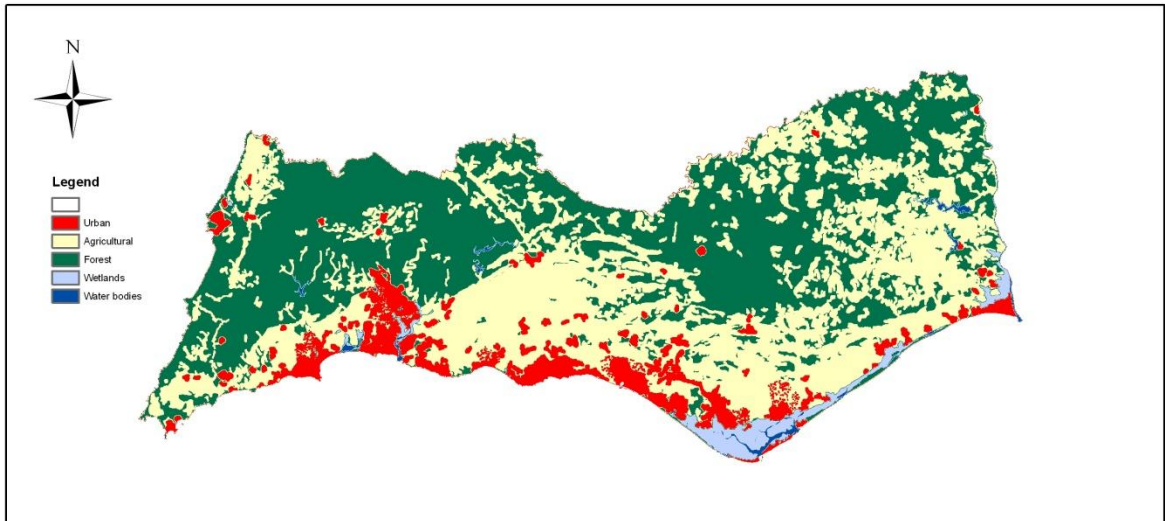 N
Legend
Urban
Agricultural
Forest
Wetlands
Water bodies